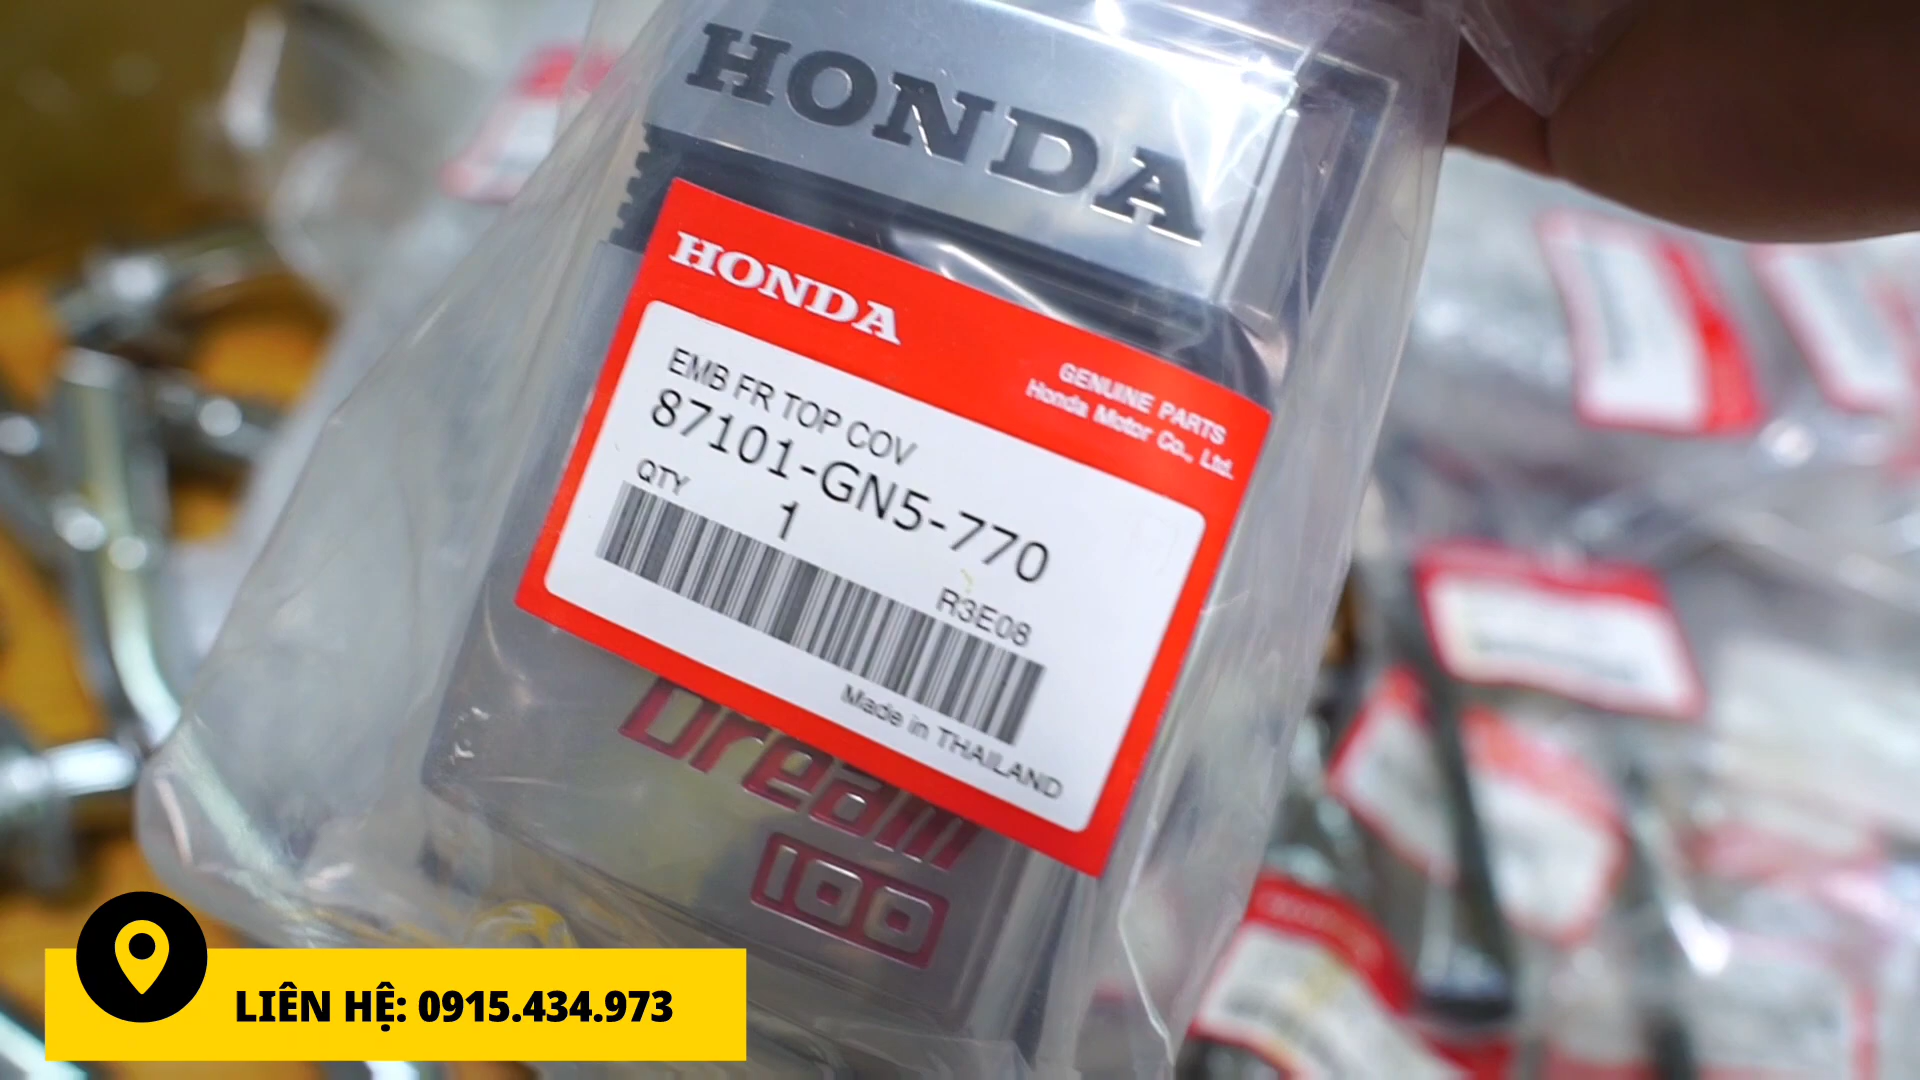 HONDA
HONDA
GENUINE PARTS
Honda Motor Co., Ltd.
EMB FR TOP COV
87101-GN5-770
QTY
1
R3E08
Made in THAILAND
Dream
100
LIÊN HỆ: 0915.434.973